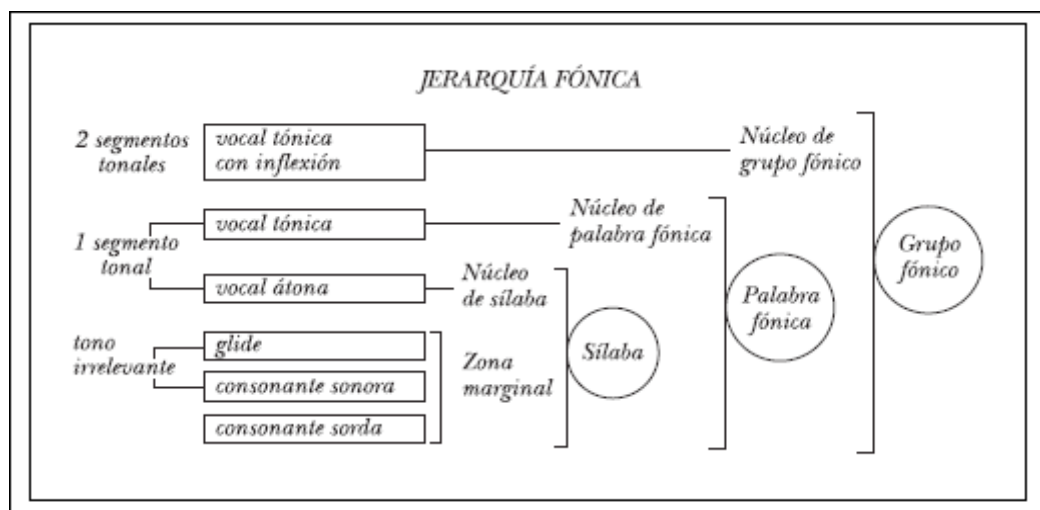 JERARQUÍA FÓNICA
2 segmentos
tonales
vocal tónica
con inflexión
Núcleo de
grupo fónico
1 segmento
tonal
vocal tónica
Núcleo de
palabra fónica
vocal átona
Núcleo
de sílaba
tono
irrelevante
glide
consonante sonora
consonante sorda
Zona
marginal
Sílaba
Palabra
fónica
Grupo
fónico